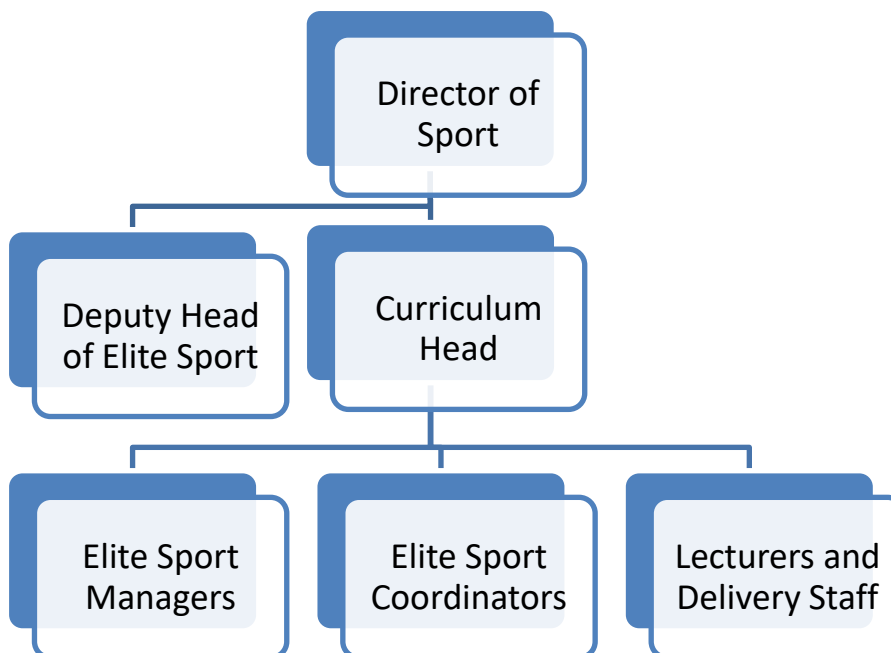 Director of
Sport
Deputy Head
of Elite Sport
Curriculum
Head
Elite Sport
Managers
Elite Sport
Coordinators
Lecturers and
Delivery Staff